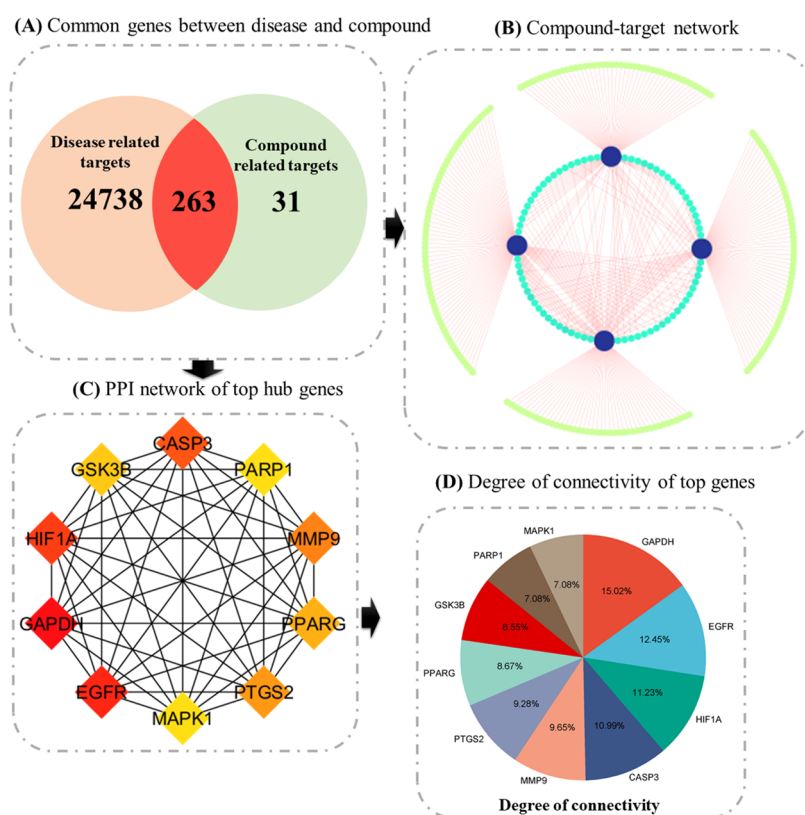 (A) Common genes between disease and compound
Disease related
targets
24738
263
Compound
related targets
31
(B) Compound-target network
(C) PPI network of top hub genes
CASP3
GSK3B
PARP1
HIF1A
MMP9
GAPDH
PPARG
EGFR
PTGS2
MAPK1
(D) Degree of connectivity of top genes
MAPK1
GAPDH
PARP1
7.08%
7.08%
15.02%
GSK3B
EGFR
8.55%
12.45%
PPARG
8.67%
11.23%
HIF1A
9.28%
10.99%
PTGS2
9.65%
MMP9
CASP3
Degree of connectivity